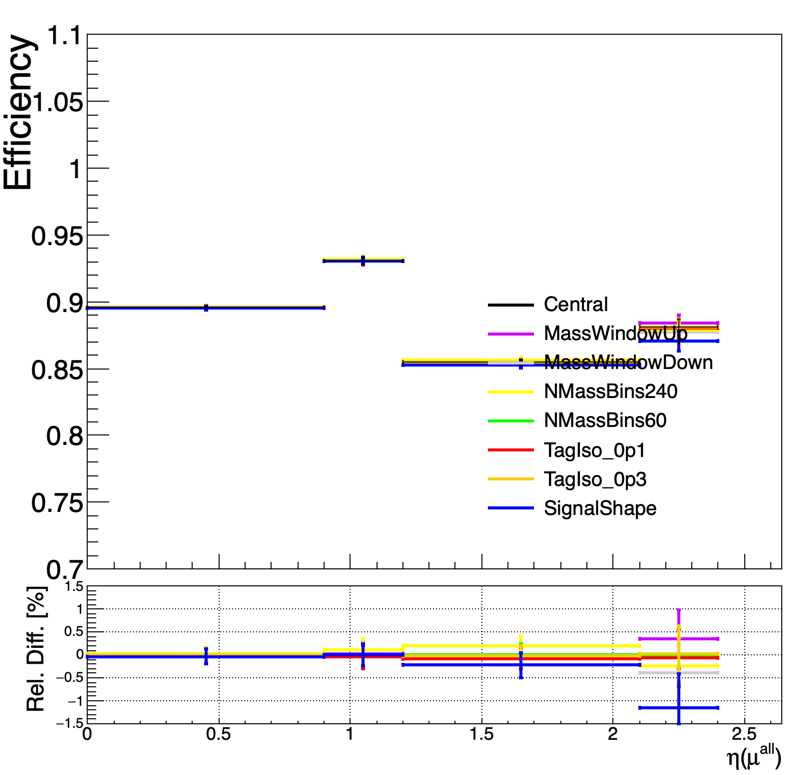 Efficiency
1.1
1.05
1
0.95
0.9
0.85
0.8
0.75
0.7
Central
MassWindowUp
MassWindowDown
NMassBins240
NMassBins60
TagIso_0p1
TagIso_0p3
SignalShape
Rel. Diff. [%]
1.5
1
0.5
0
−0.5
−1
−1.5
0 0.5 1 1.5 2 2.5
η(μ^all)